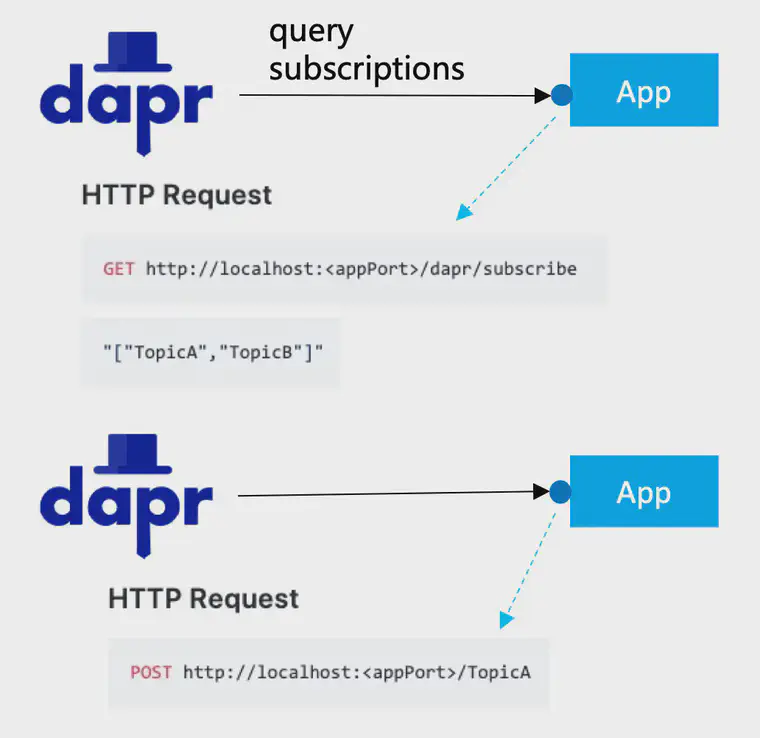 dapr
query
subscriptions
App
HTTP Request
GET http://localhost:<appPort>/dapr/subscribe
"["TopicA","TopicB"]"
dapr
App
HTTP Request
POST http://localhost:<appPort>/TopicA